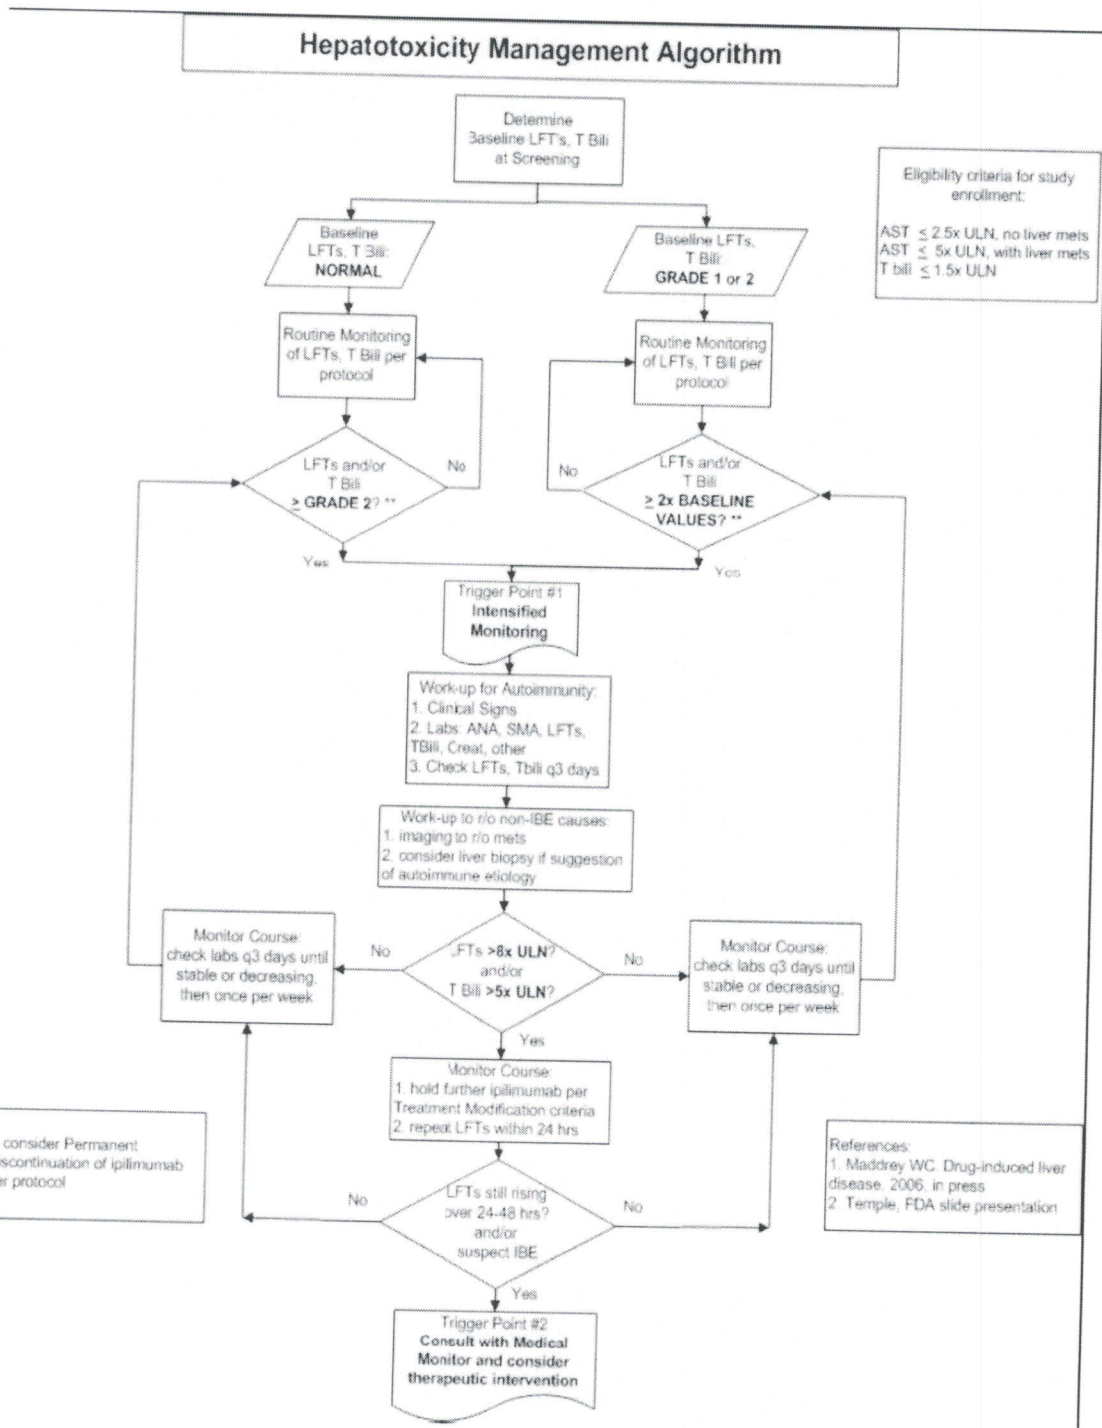 Hepatotoxicity Management Algorithm
Determine
Baseline LFT's, T Bili
at Screening
Eligibility criteria for study
enrollment:
AST ≤ 2.5x ULN, no liver mets
AST ≤ 5x ULN, with liver mets
T bili ≤ 1.5x ULN
Baseline
LFTs, T Bili:
NORMAL
Baseline LFTs,
T Bili:
GRADE 1 or 2
Routine Monitoring
of LFTs, T Bili per
protocol
Routine Monitoring
of LFTs, T Bili per
protocol
LFTs and/or
T Bili
≥ GRADE 2? **
No
No
LFTs and/or
T Bili
≥ 2x BASELINE
VALUES? **
Yes
Yes
Trigger Point #1
Intensified
Monitoring
Work-up for Autoimmunity:
1. Clinical Signs
2. Labs: ANA, SMA, LFTs,
TBili, Creat, other
3. Check LFTs, Tbili q3 days
Work-up to r/o non-IBE causes:
1. imaging to r/o mets
2. consider liver biopsy if suggestion
of autoimmune etiology
Monitor Course:
check labs q3 days until
stable or decreasing,
then once per week
No
LFTs >8x ULN?
and/or
T Bili >5x ULN?
No
Monitor Course:
check labs q3 days until
stable or decreasing,
then once per week
Yes
Monitor Course:
1. hold further ipilimumab per
Treatment Modification criteria
2. repeat LFTs within 24 hrs
consider Permanent
iscontinuation of ipilimumab
er protocol
No
LFTs still rising
over 24-48 hrs?
and/or
suspect IBE
No
References:
1. Maddrey WC. Drug-induced liver
disease. 2006, in press
2. Temple, FDA slide presentation
Yes
Trigger Point #2
Consult with Medical
Monitor and consider
therapeutic intervention